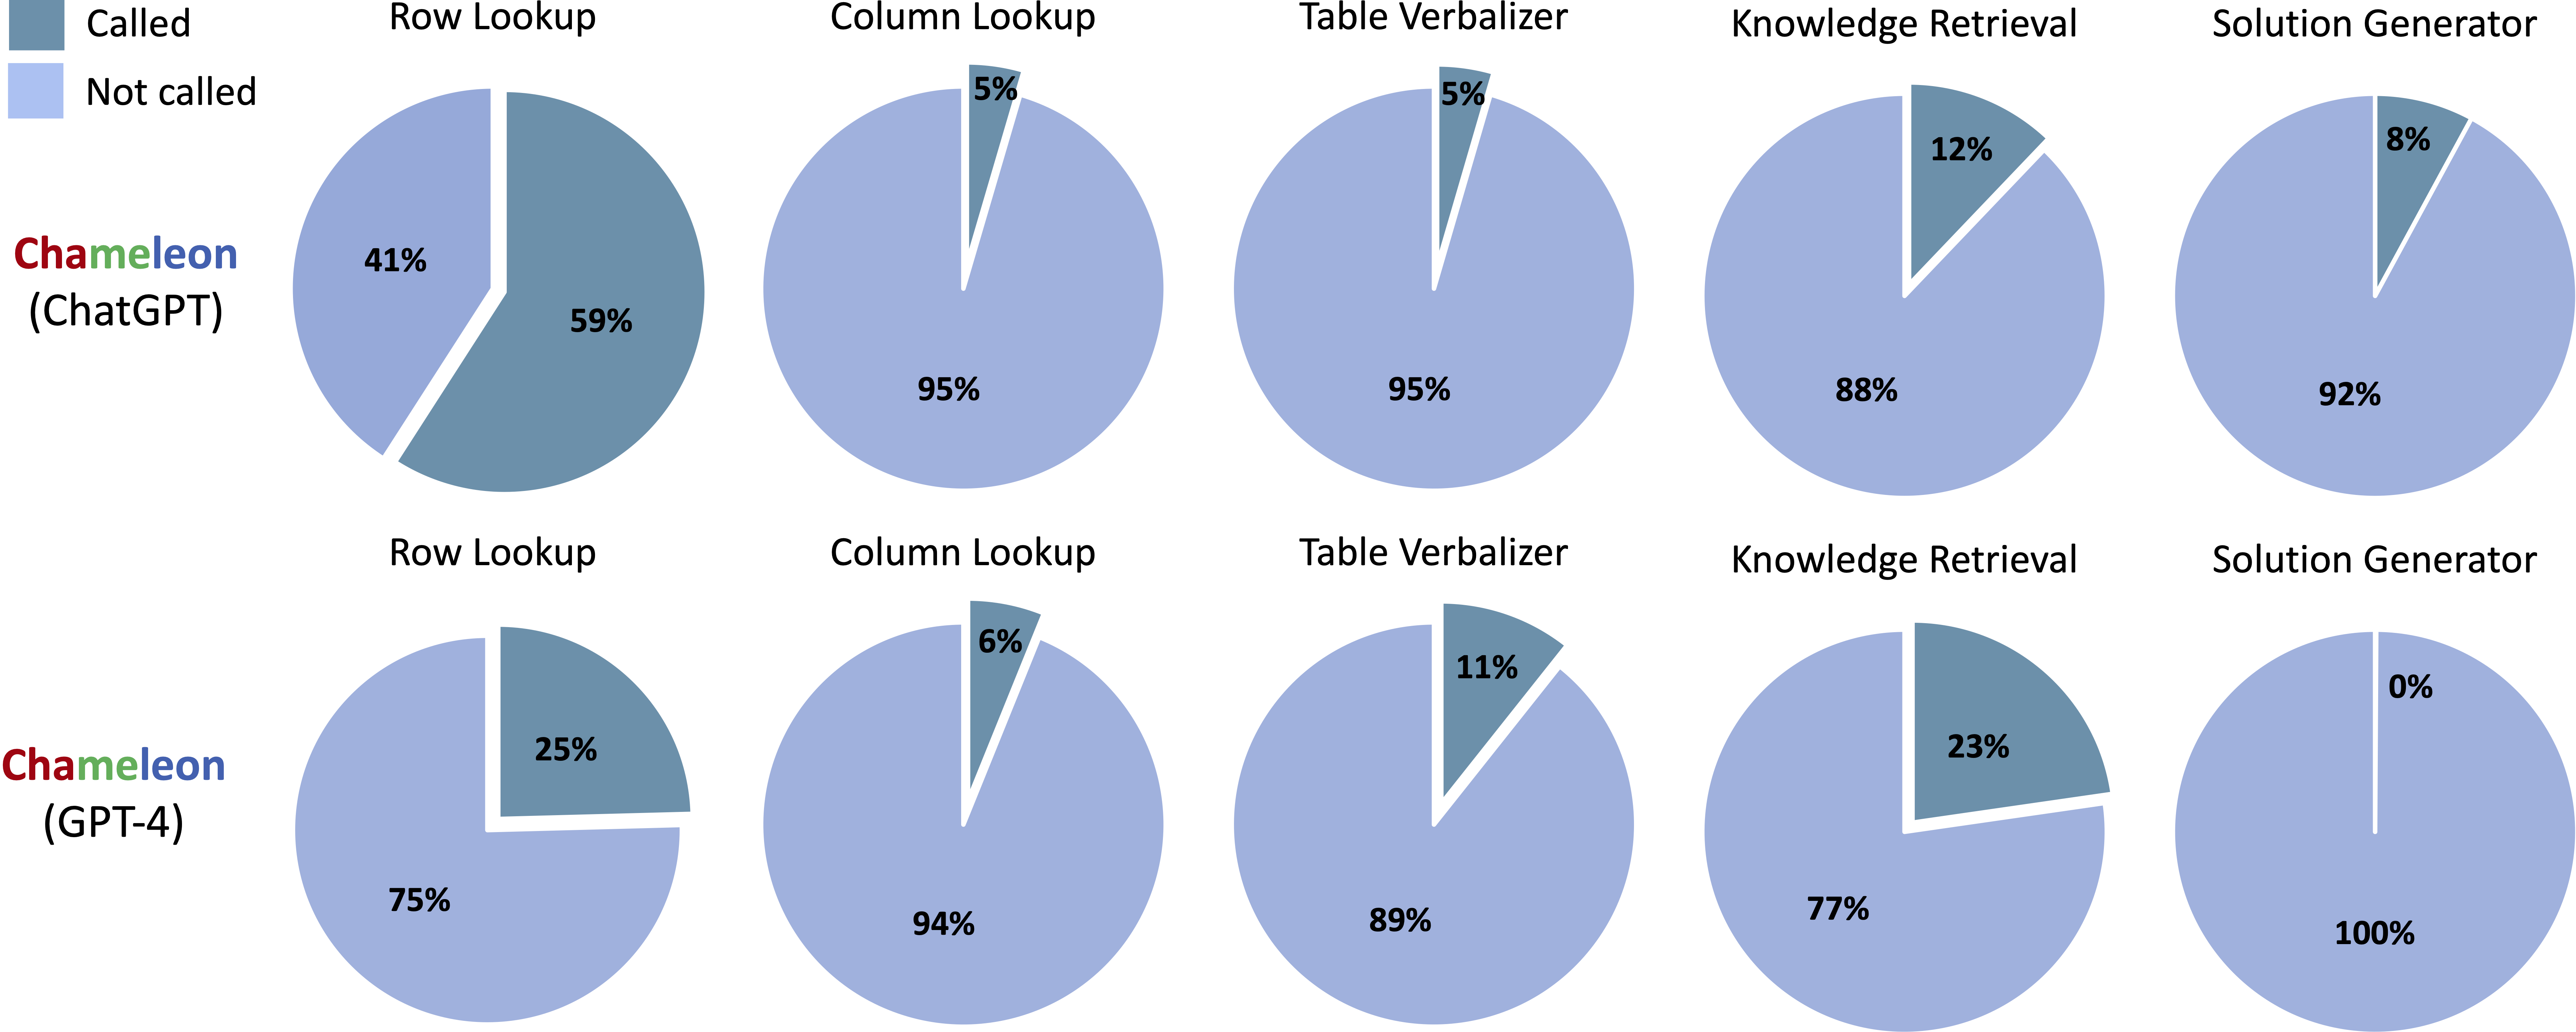 Called
Not called
Row Lookup
Column Lookup
Table Verbalizer
Knowledge Retrieval
Solution Generator
Chameleon
(ChatGPT)
41%
59%
5%
95%
5%
95%
12%
88%
8%
92%
Row Lookup
Column Lookup
Table Verbalizer
Knowledge Retrieval
Solution Generator
Chameleon
(GPT-4)
25%
75%
6%
94%
11%
89%
23%
77%
0%
100%